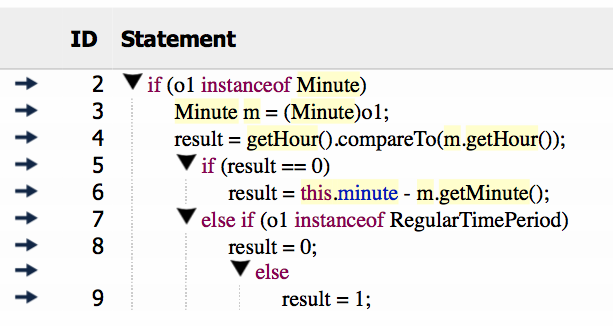 ID Statement
2 if (o1 instanceof Minute)
3 Minute m = (Minute)o1;
4 result = getHour().compareTo(m.getHour());
5 if (result == 0)
6 result = this.minute - m.getMinute();
7 else if (o1 instanceof RegularTimePeriod)
8 result = 0;
else
9 result = 1;